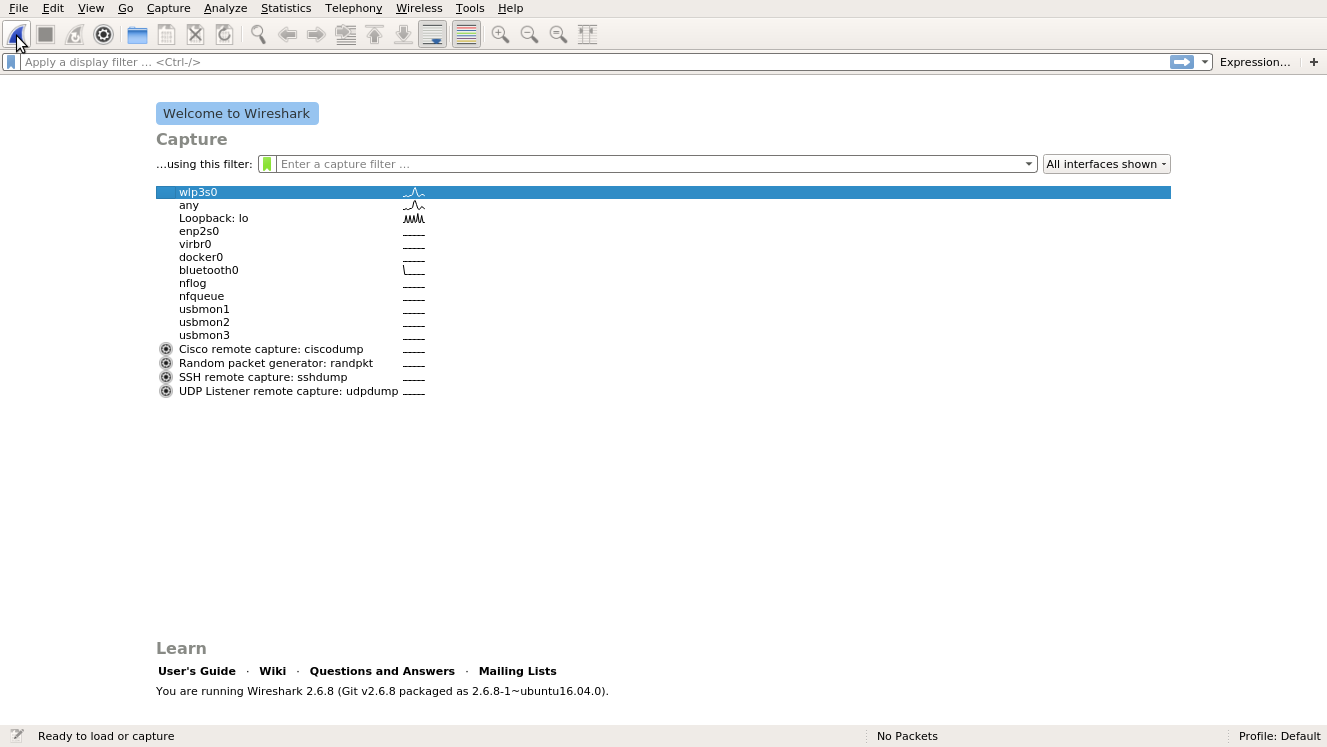 File Edit View Go Capture Analyze Statistics Telephony Wireless Tools Help
Apply a display filter ... <Ctrl-/> Expression... +
Welcome to Wireshark
Capture
...using this filter: Enter a capture filter ... All interfaces shown
wlp3s0
any
Loopback: lo
enp2s0
virbr0
docker0
bluetooth0
nflog
nfqueue
usbmon1
usbmon2
usbmon3
Cisco remote capture: ciscodump
Random packet generator: randpkt
SSH remote capture: sshdump
UDP Listener remote capture: udpdump
Learn
User's Guide · Wiki · Questions and Answers · Mailing Lists
You are running Wireshark 2.6.8 (Git v2.6.8 packaged as 2.6.8-1~ubuntu16.04.0).
Ready to load or capture No Packets Profile: Default